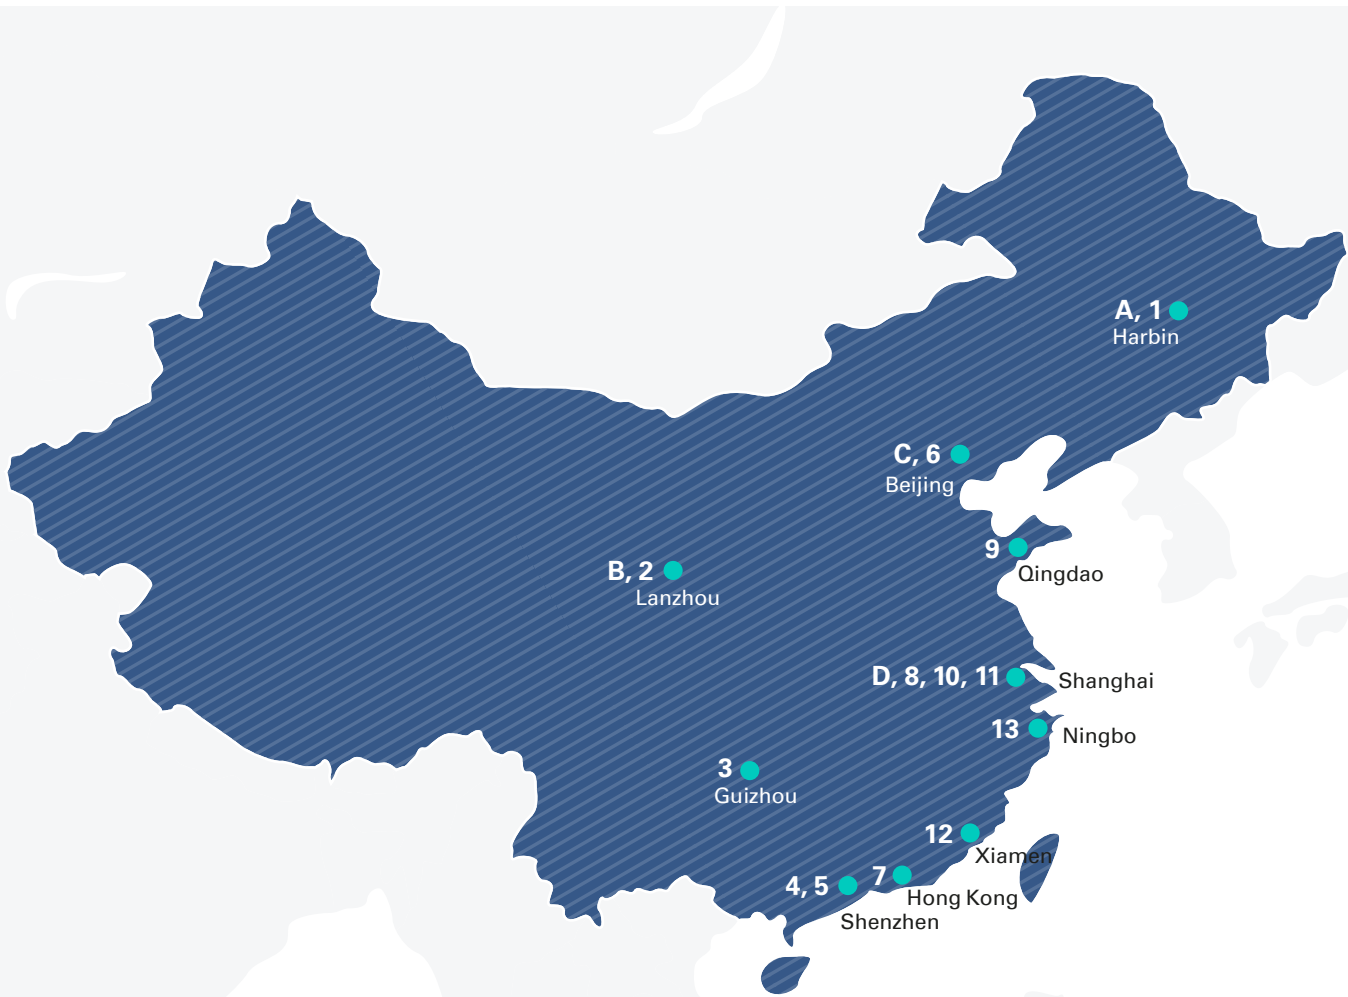 A, 1
Harbin
C, 6
Beijing
9
Qingdao
B, 2
Lanzhou
D, 8, 10, 11
Shanghai
13
Ningbo
3
Guizhou
12
Xiamen
7
Hong Kong
4, 5
Shenzhen